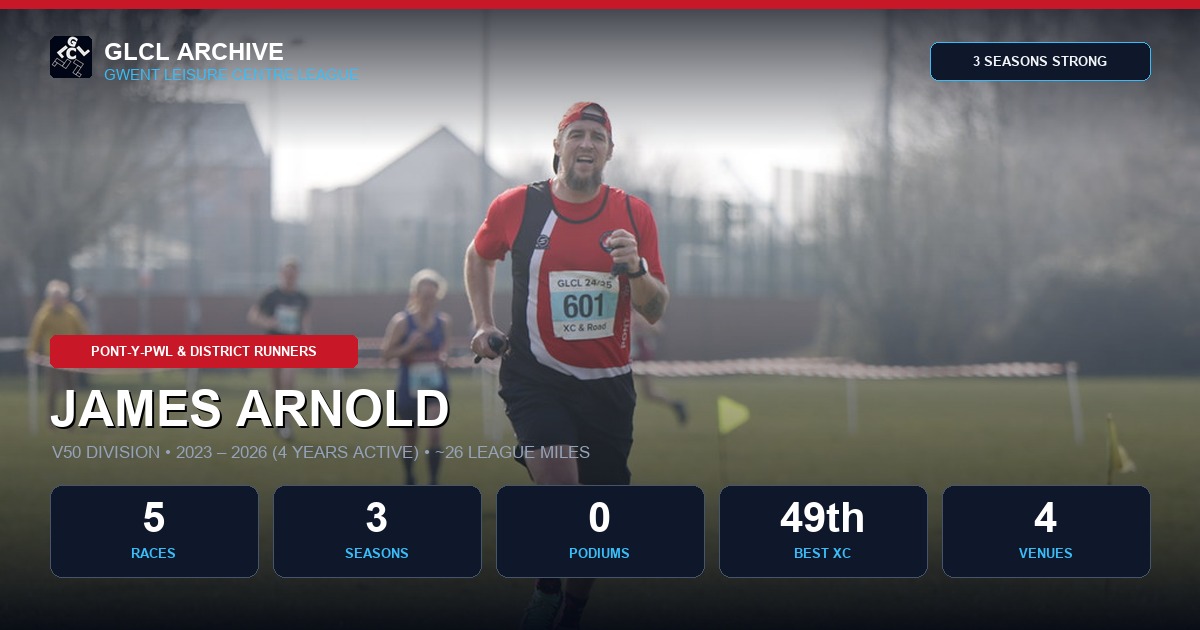 GLCL ARCHIVE
GWENT LEISURE CENTRE LEAGUE
3 SEASONS STRONG
GLCL 24/25
601
XC & Road
PONT-Y-PWL & DISTRICT RUNNERS
JAMES ARNOLD
V50 DIVISION • 2023 – 2026 (4 YEARS ACTIVE) • ~26 LEAGUE MILES
5
RACES
3
SEASONS
0
PODIUMS
49th
BEST XC
4
VENUES